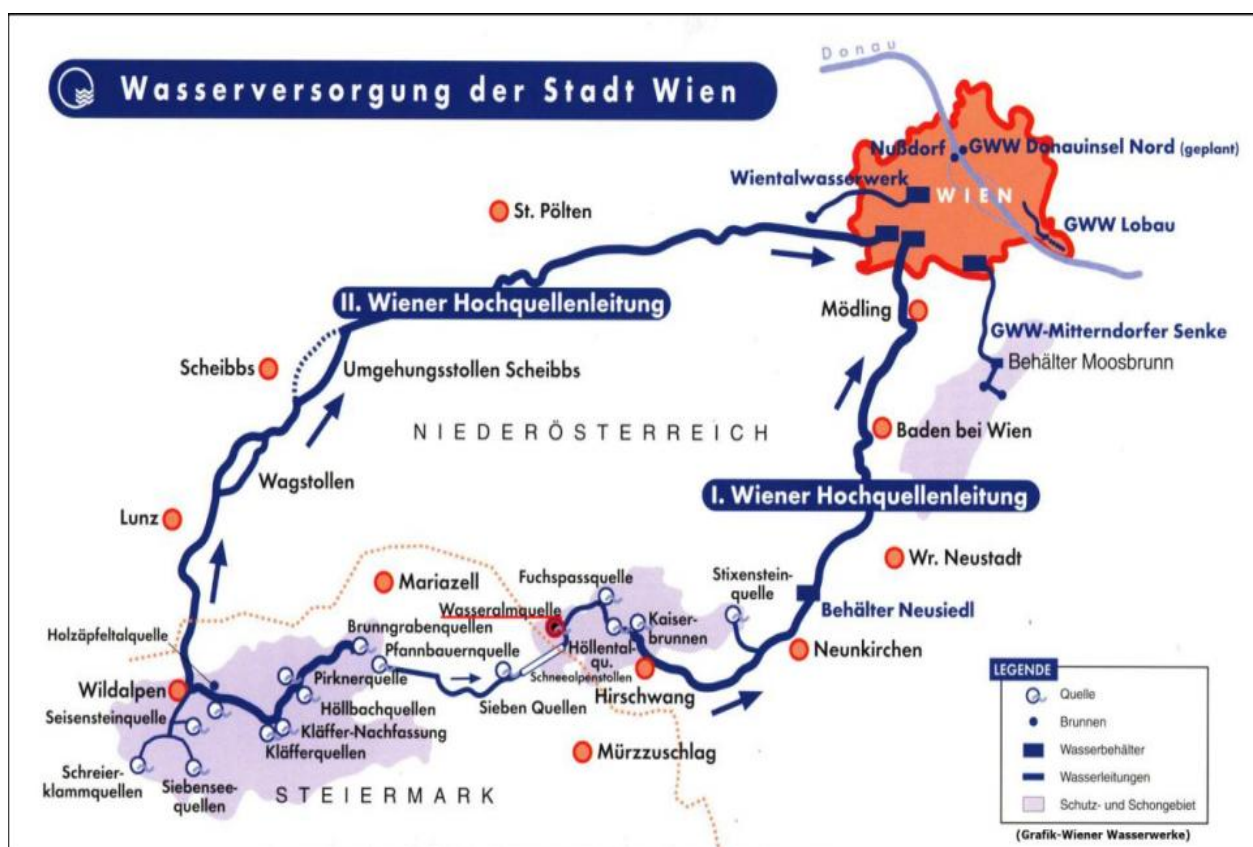 Wasserversorgung der Stadt Wien
Donau
Nußdorf
GWW Donauinsel Nord (geplant)
Wientalwasserwerk
WIEN
GWW Lobau
St. Pölten
II. Wiener Hochquellenleitung
Mödling
GWW-Mitterndorfer Senke
Behälter Moosbrunn
Scheibbs
Umgehungsstollen Scheibbs
NIEDERÖSTERREICH
Baden bei Wien
Wagstollen
I. Wiener Hochquellenleitung
Lunz
Wr. Neustadt
Mariazell
Fuchspassquelle
Stixenstein-
quelle
Wasseralmquelle
Kaiser-
brunnen
Behälter Neusiedl
Holzäpfeltalquelle
Brunngrabenquellen
Pfannbauernquelle
Höllental-
qu.
Schneealpenstollen
Neunkirchen
Wildalpen
Pirknerquelle
Hirschwang
Seisensteinquelle
Höllbachquellen
Sieben Quellen
Kläffer-Nachfassung
Kläfferquellen
Mürzzuschlag
Schreier-
klammquellen
Siebensee-
quellen
STEIERMARK
LEGENDE
Quelle
Brunnen
Wasserbehälter
Wasserleitungen
Schutz- und Schongebiet
(Grafik-Wiener Wasserwerke)